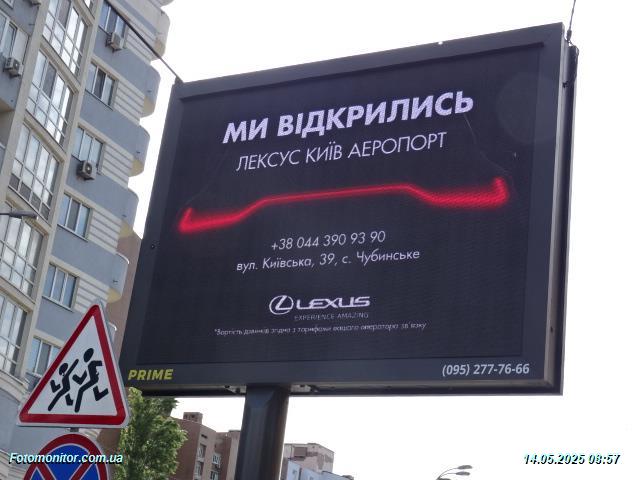 МИ ВІДКРИЛИСЬ
ЛЕКСУС КИЇВ АЕРОПОРТ
+38 044 390 93 90
вул. Київська, 39, с. Чубинське
LEXUS
EXPERIENCE AMAZING
*Вартість дзвінків згідно з тарифами вашого оператора зв'язку
PRIME
(095) 277-76-66
Fotomonitor.com.ua
14.05.2025 08:57